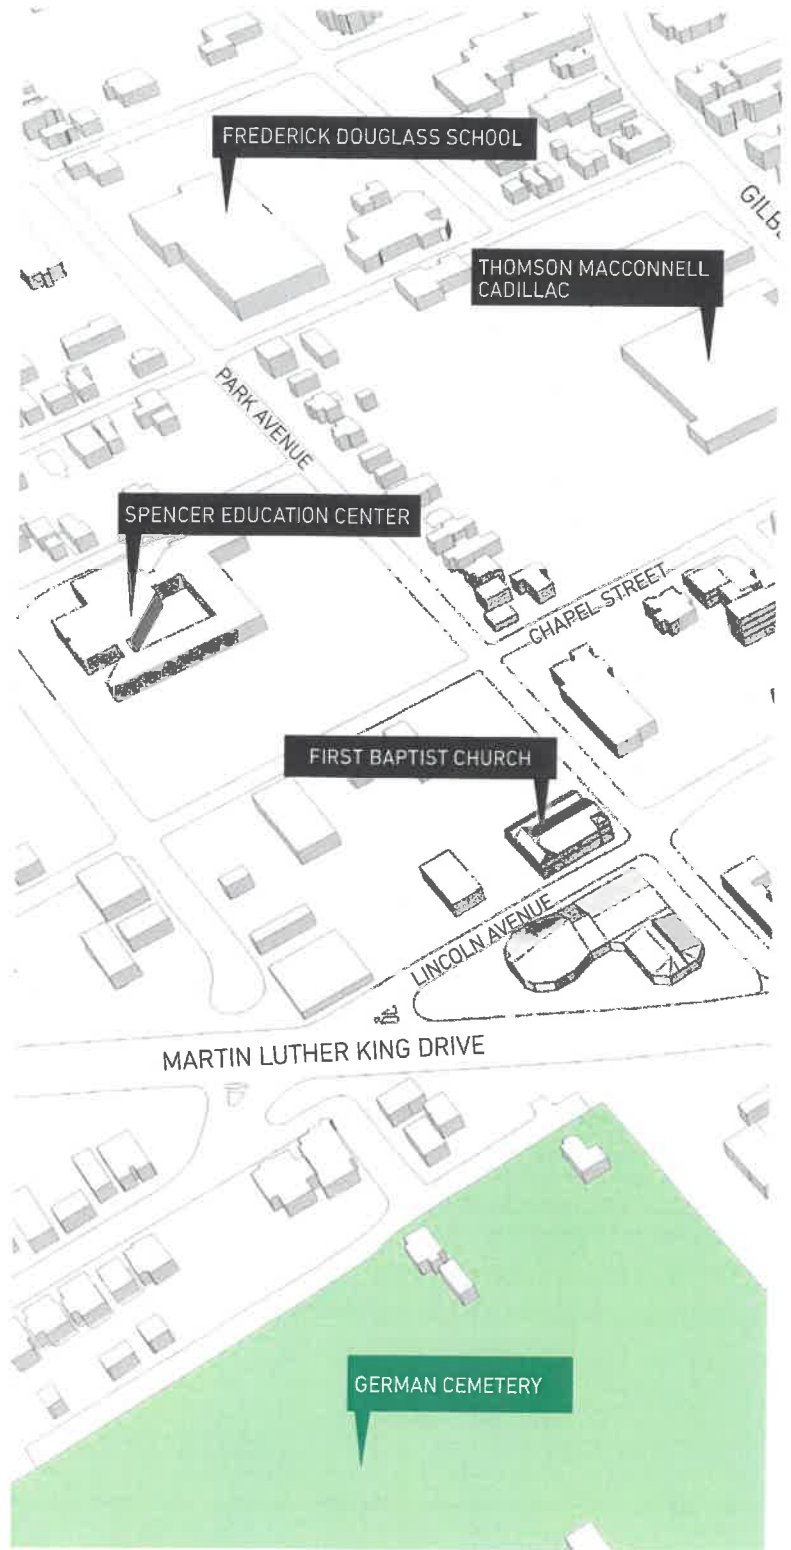 FREDERICK DOUGLASS SCHOOL
THOMSON MACCONNELL
CADILLAC
PARK AVENUE
SPENCER EDUCATION CENTER
CHAPEL STREET
FIRST BAPTIST CHURCH
LINCOLN AVENUE
MARTIN LUTHER KING DRIVE
GERMAN CEMETERY